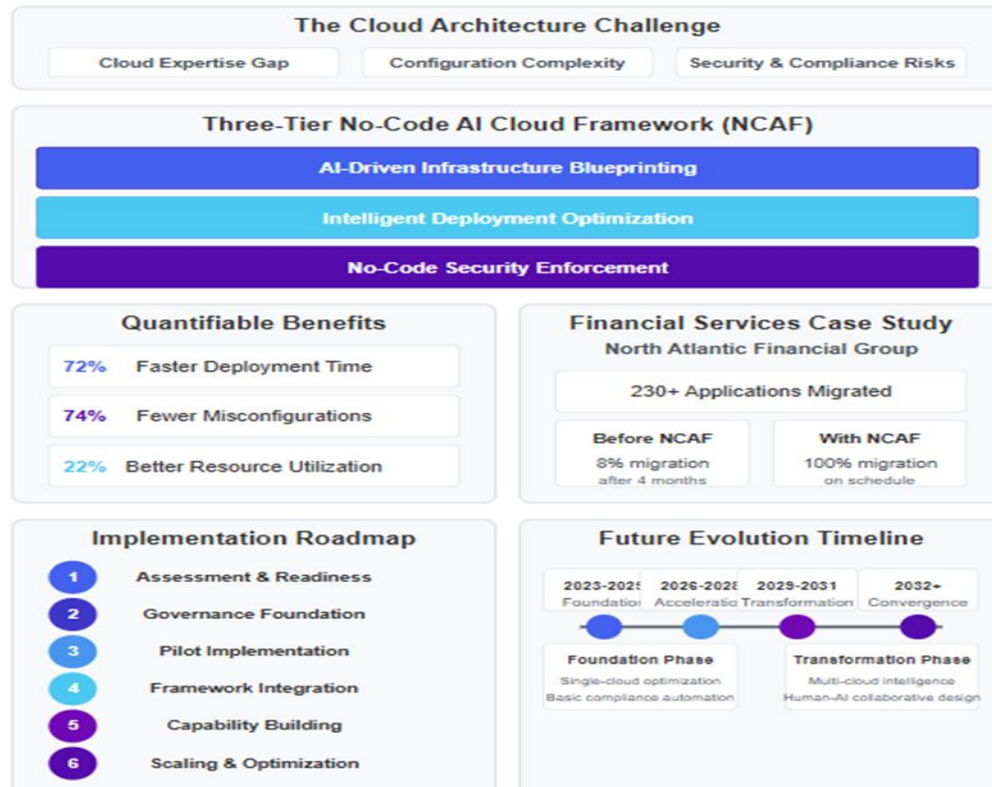 The Cloud Architecture Challenge
Cloud Expertise Gap
Configuration Complexity
Security & Compliance Risks
Three-Tier No-Code AI Cloud Framework (NCAF)
AI-Driven Infrastructure Blueprinting
Intelligent Deployment Optimization
No-Code Security Enforcement
Quantifiable Benefits
72% Faster Deployment Time
74% Fewer Misconfigurations
22% Better Resource Utilization
Financial Services Case Study
North Atlantic Financial Group
230+ Applications Migrated
Before NCAF
8% migration
after 4 months
With NCAF
100% migration
on schedule
Implementation Roadmap
1 Assessment & Readiness
2 Governance Foundation
3 Pilot Implementation
4 Framework Integration
5 Capability Building
6 Scaling & Optimization
Future Evolution Timeline
2023-2025 2026-2028 2029-2031 2032+
Foundatio Acceleratio Transformation Convergence
Foundation Phase
Single-cloud optimization
Basic compliance automation
Transformation Phase
Multi-cloud intelligence
Human-AI collaborative design